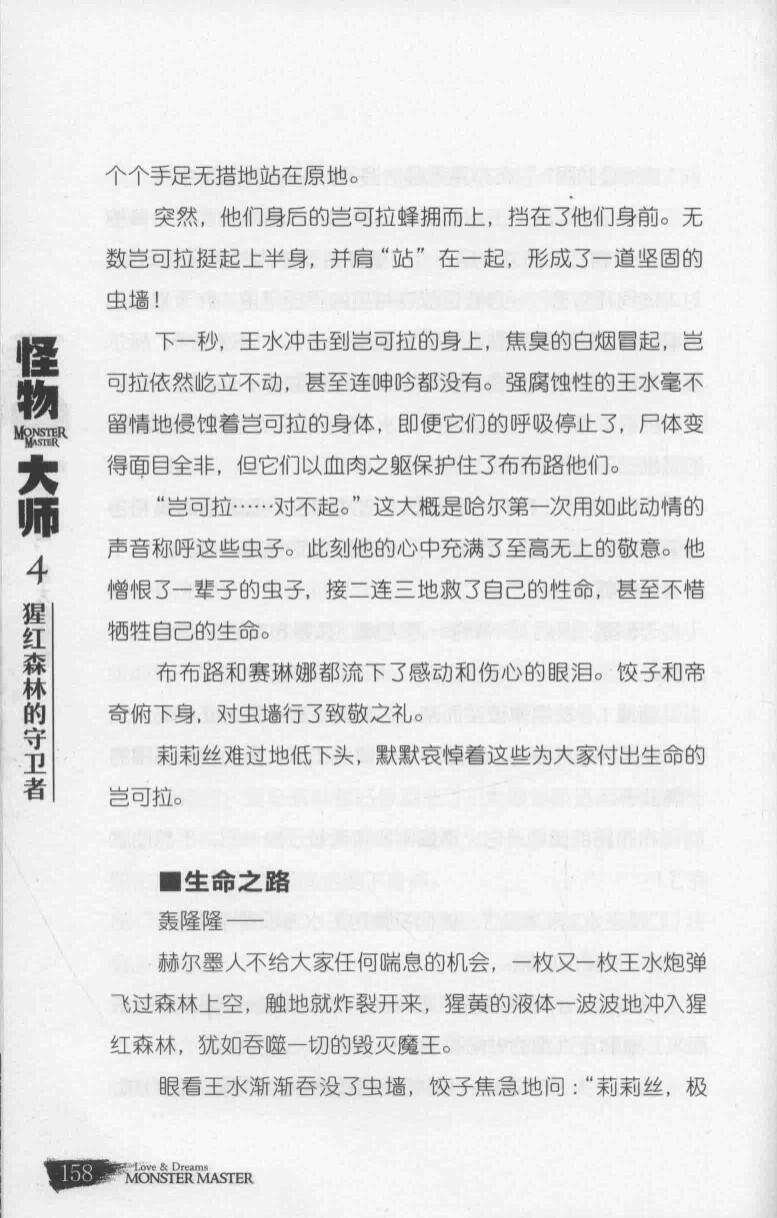 个个手足无措地站在原地。
突然，他们身后的岂可拉蜂拥而上，挡在了他们身前。无
数岂可拉挺起上半身，并肩“站”在一起，形成了一道坚固的
虫墙！
下一秒，王水冲击到岂可拉的身上，焦臭的白烟冒起，岂
可拉依然屹立不动，甚至连呻吟都没有。强腐蚀性的王水毫不
留情地侵蚀着岂可拉的身体，即便它们的呼吸停止了，尸体变
得面目全非，但它们以血肉之躯保护住了布布路他们。
“岂可拉……对不起。”这大概是哈尔第一次用如此动情的
声音称呼这些虫子。此刻他的心中充满了至高无上的敬意。他
憎恨了一辈子的虫子，接二连三地救了自己的性命，甚至不惜
牺牲自己的生命。
布布路和赛琳娜都流下了感动和伤心的眼泪。饺子和帝
奇俯下身，对虫墙行了致敬之礼。
莉莉丝难过地低下头，默默哀悼着这些为大家付出生命的
岂可拉。
■生命之路
轰隆隆——
赫尔墨人不给大家任何喘息的机会，一枚又一枚王水炮弹
飞过森林上空，触地就炸裂开来，猩黄的液体一波波地冲入猩
红森林，犹如吞噬一切的毁灭魔王。
眼看王水渐渐吞没了虫墙，饺子焦急地问：“莉莉丝，极
怪物
MONSTER
MASTER
大师
4
猩红森林的守卫者
158
Love & Dreams
MONSTER MASTER